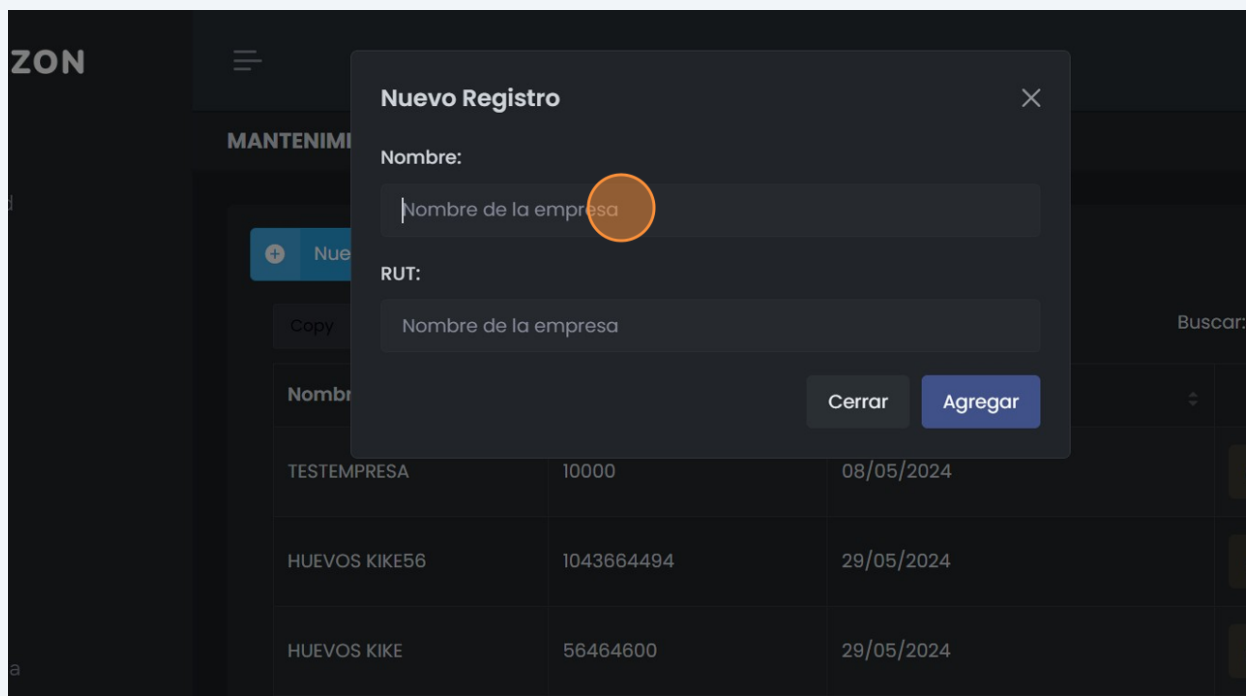 ZON
Nuevo Registro
MANTENIMI
Nombre:
Nombre de la empresa
Nue
RUT:
Copy
Nombre de la empresa
Buscar:
Nombr
Cerrar
Agregar
TESTEMPRESA 10000 08/05/2024
HUEVOS KIKE56 1043664494 29/05/2024
HUEVOS KIKE 56464600 29/05/2024